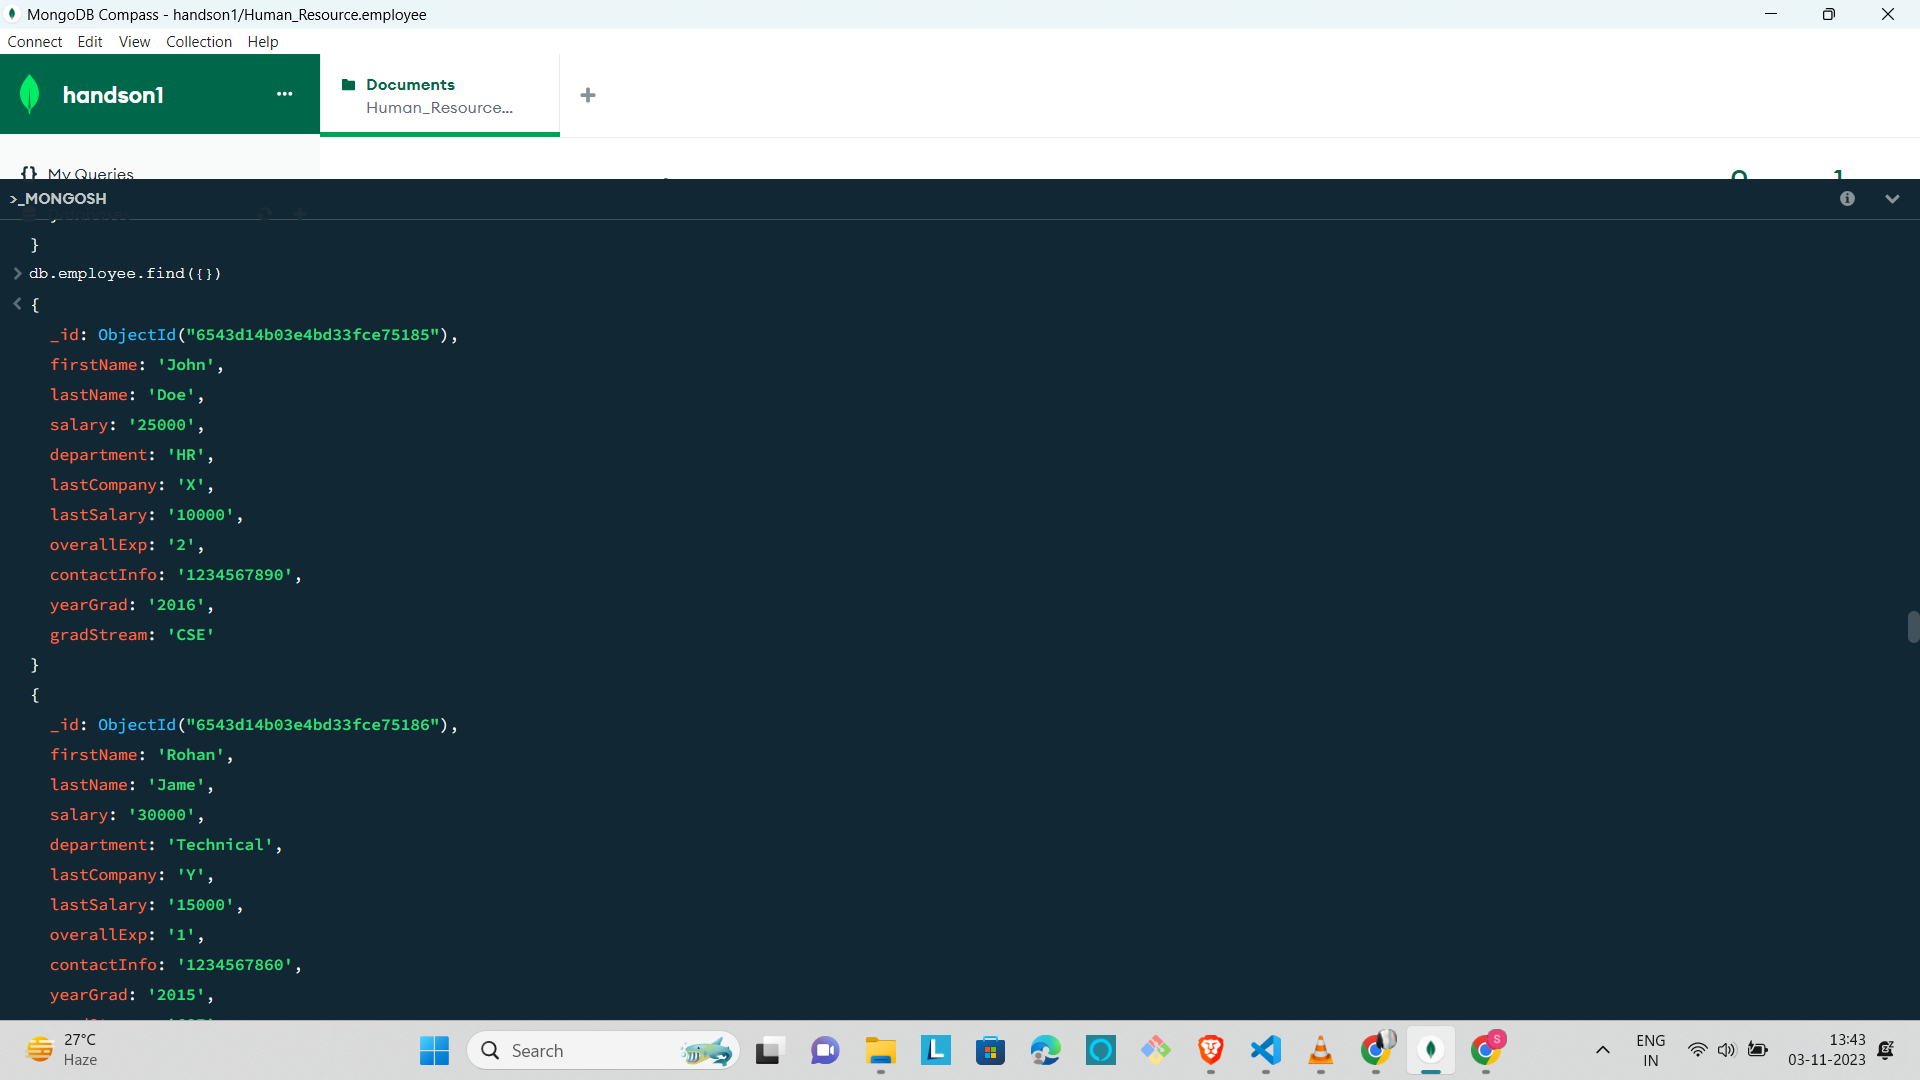 MongoDB Compass - handson1/Human_Resource.employee
Connect Edit View Collection Help
handson1
Documents
Human_Resource...
{} My Queries
>_MONGOSH
}
> db.employee.find({})
< {
_id: ObjectId("6543d14b03e4bd33fce75185"),
firstName: 'John',
lastName: 'Doe',
salary: '25000',
department: 'HR',
lastCompany: 'X',
lastSalary: '10000',
overallExp: '2',
contactInfo: '1234567890',
yearGrad: '2016',
gradStream: 'CSE'
}
{
_id: ObjectId("6543d14b03e4bd33fce75186"),
firstName: 'Rohan',
lastName: 'Jame',
salary: '30000',
department: 'Technical',
lastCompany: 'Y',
lastSalary: '15000',
overallExp: '1',
contactInfo: '1234567860',
yearGrad: '2015',
27°C
Haze
Search
L
S
ENG
IN
13:43
03-11-2023